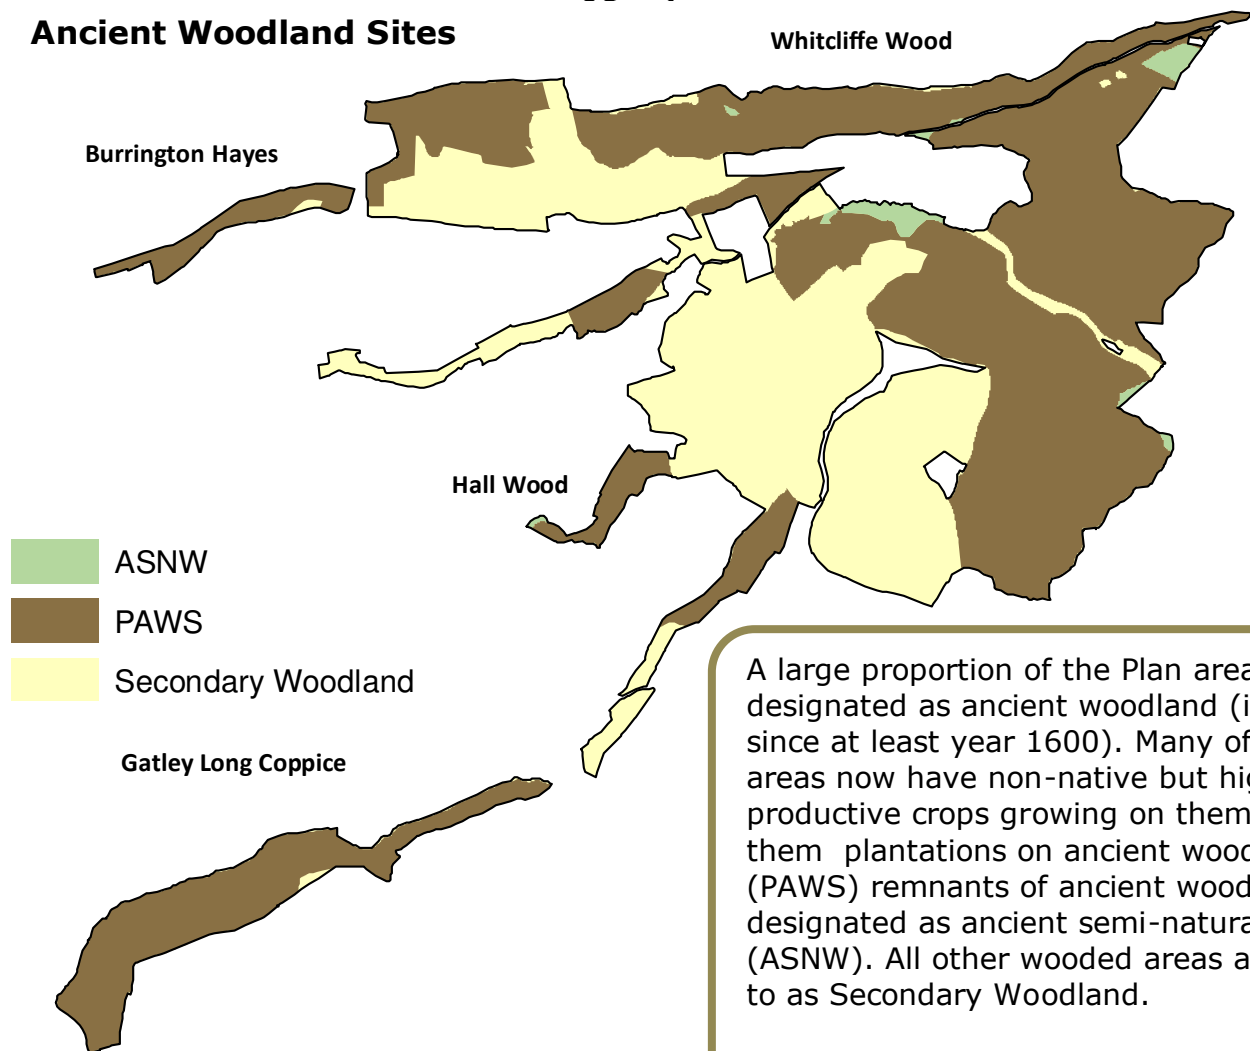 Ancient Woodland Sites
Whitcliffe Wood
Burrington Hayes
Hall Wood
ASNW
PAWS
Secondary Woodland
Gatley Long Coppice
A large proportion of the Plan area
designated as ancient woodland (i
since at least year 1600). Many of
areas now have non-native but hig
productive crops growing on them
them plantations on ancient wood
(PAWS) remnants of ancient wood
designated as ancient semi-natura
(ASNW). All other wooded areas a
to as Secondary Woodland.